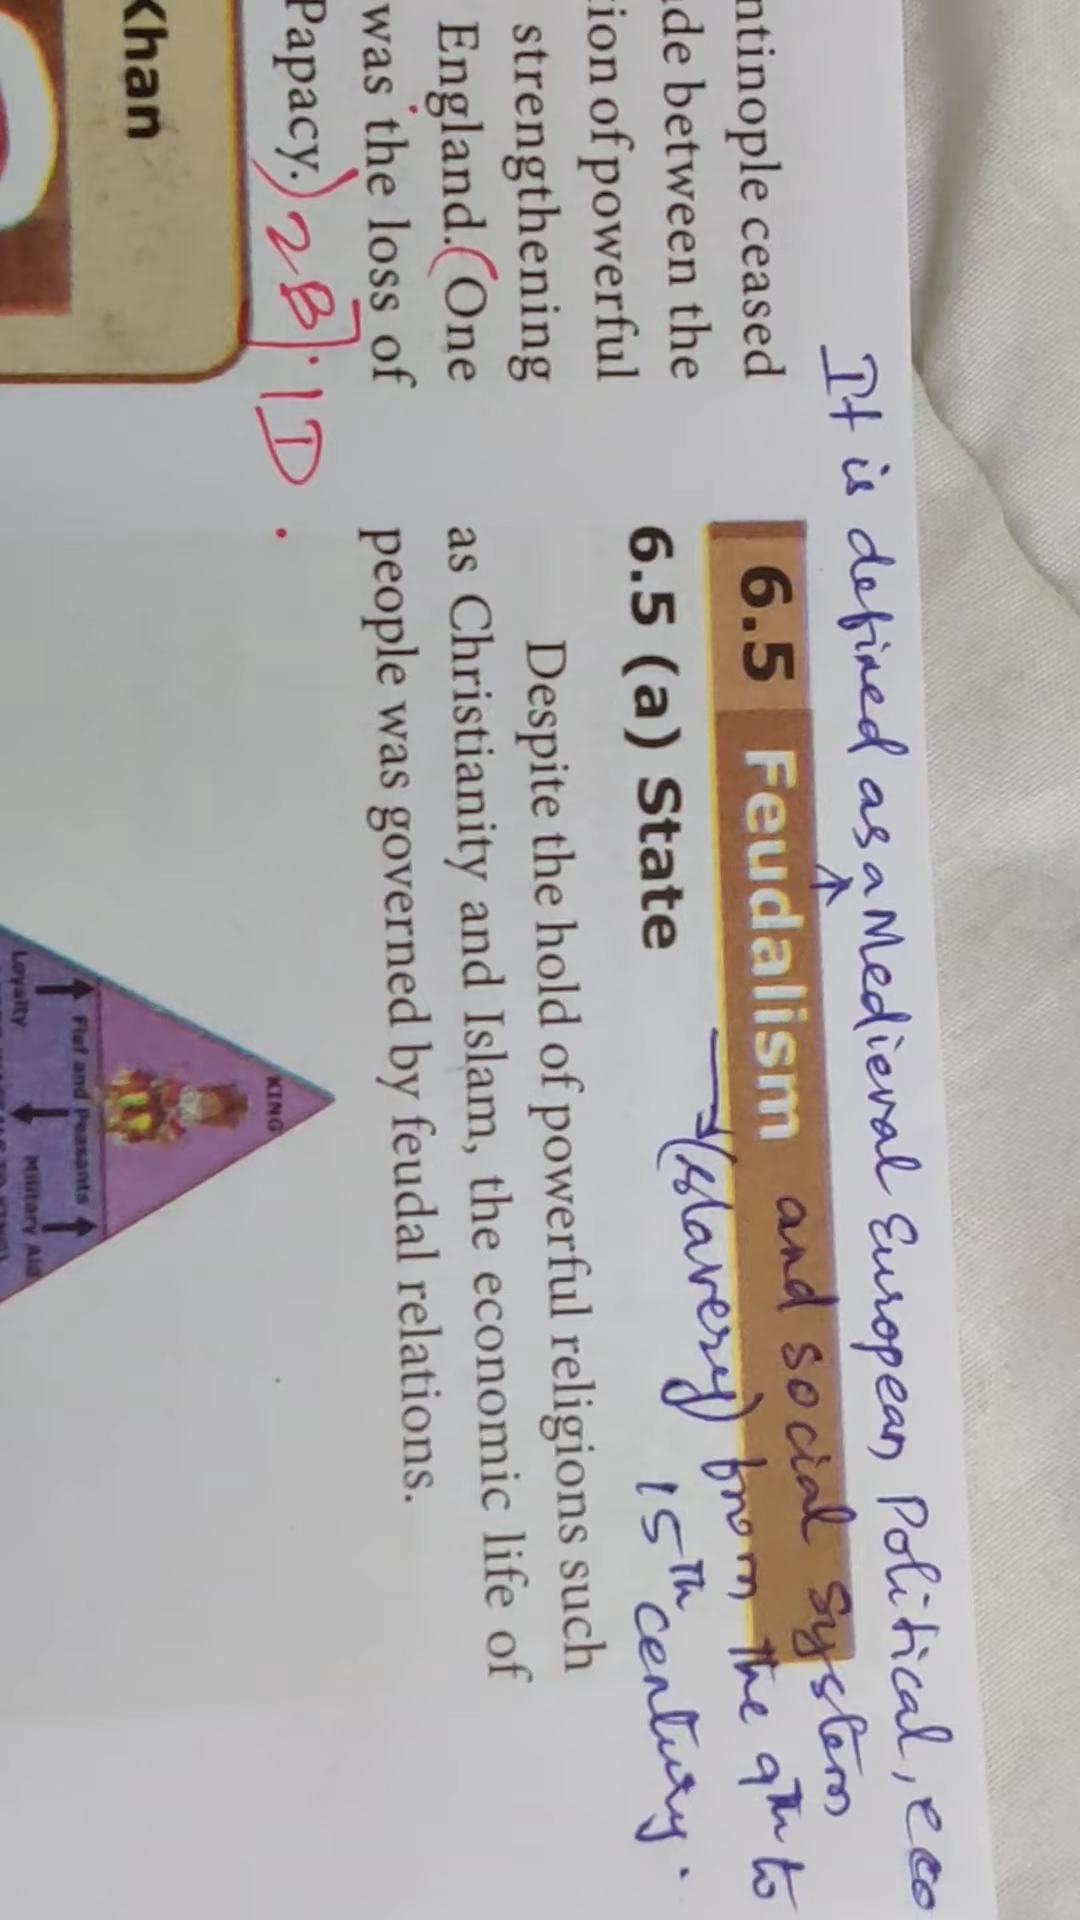 ntinople ceased
de between the
ion of powerful
strengthening
England. (One
was the loss of
Papacy.) 2B]. 1D.
Khan
It is defined as a Medieval European Political, eco
and social system
→ (slavery) from the 9th to
15th century.
6.5 Feudalism
6.5 (a) State
Despite the hold of powerful religions such
as Christianity and Islam, the economic life of
people was governed by feudal relations.
KING
Fief and Peasants
Loyalty Military Aid